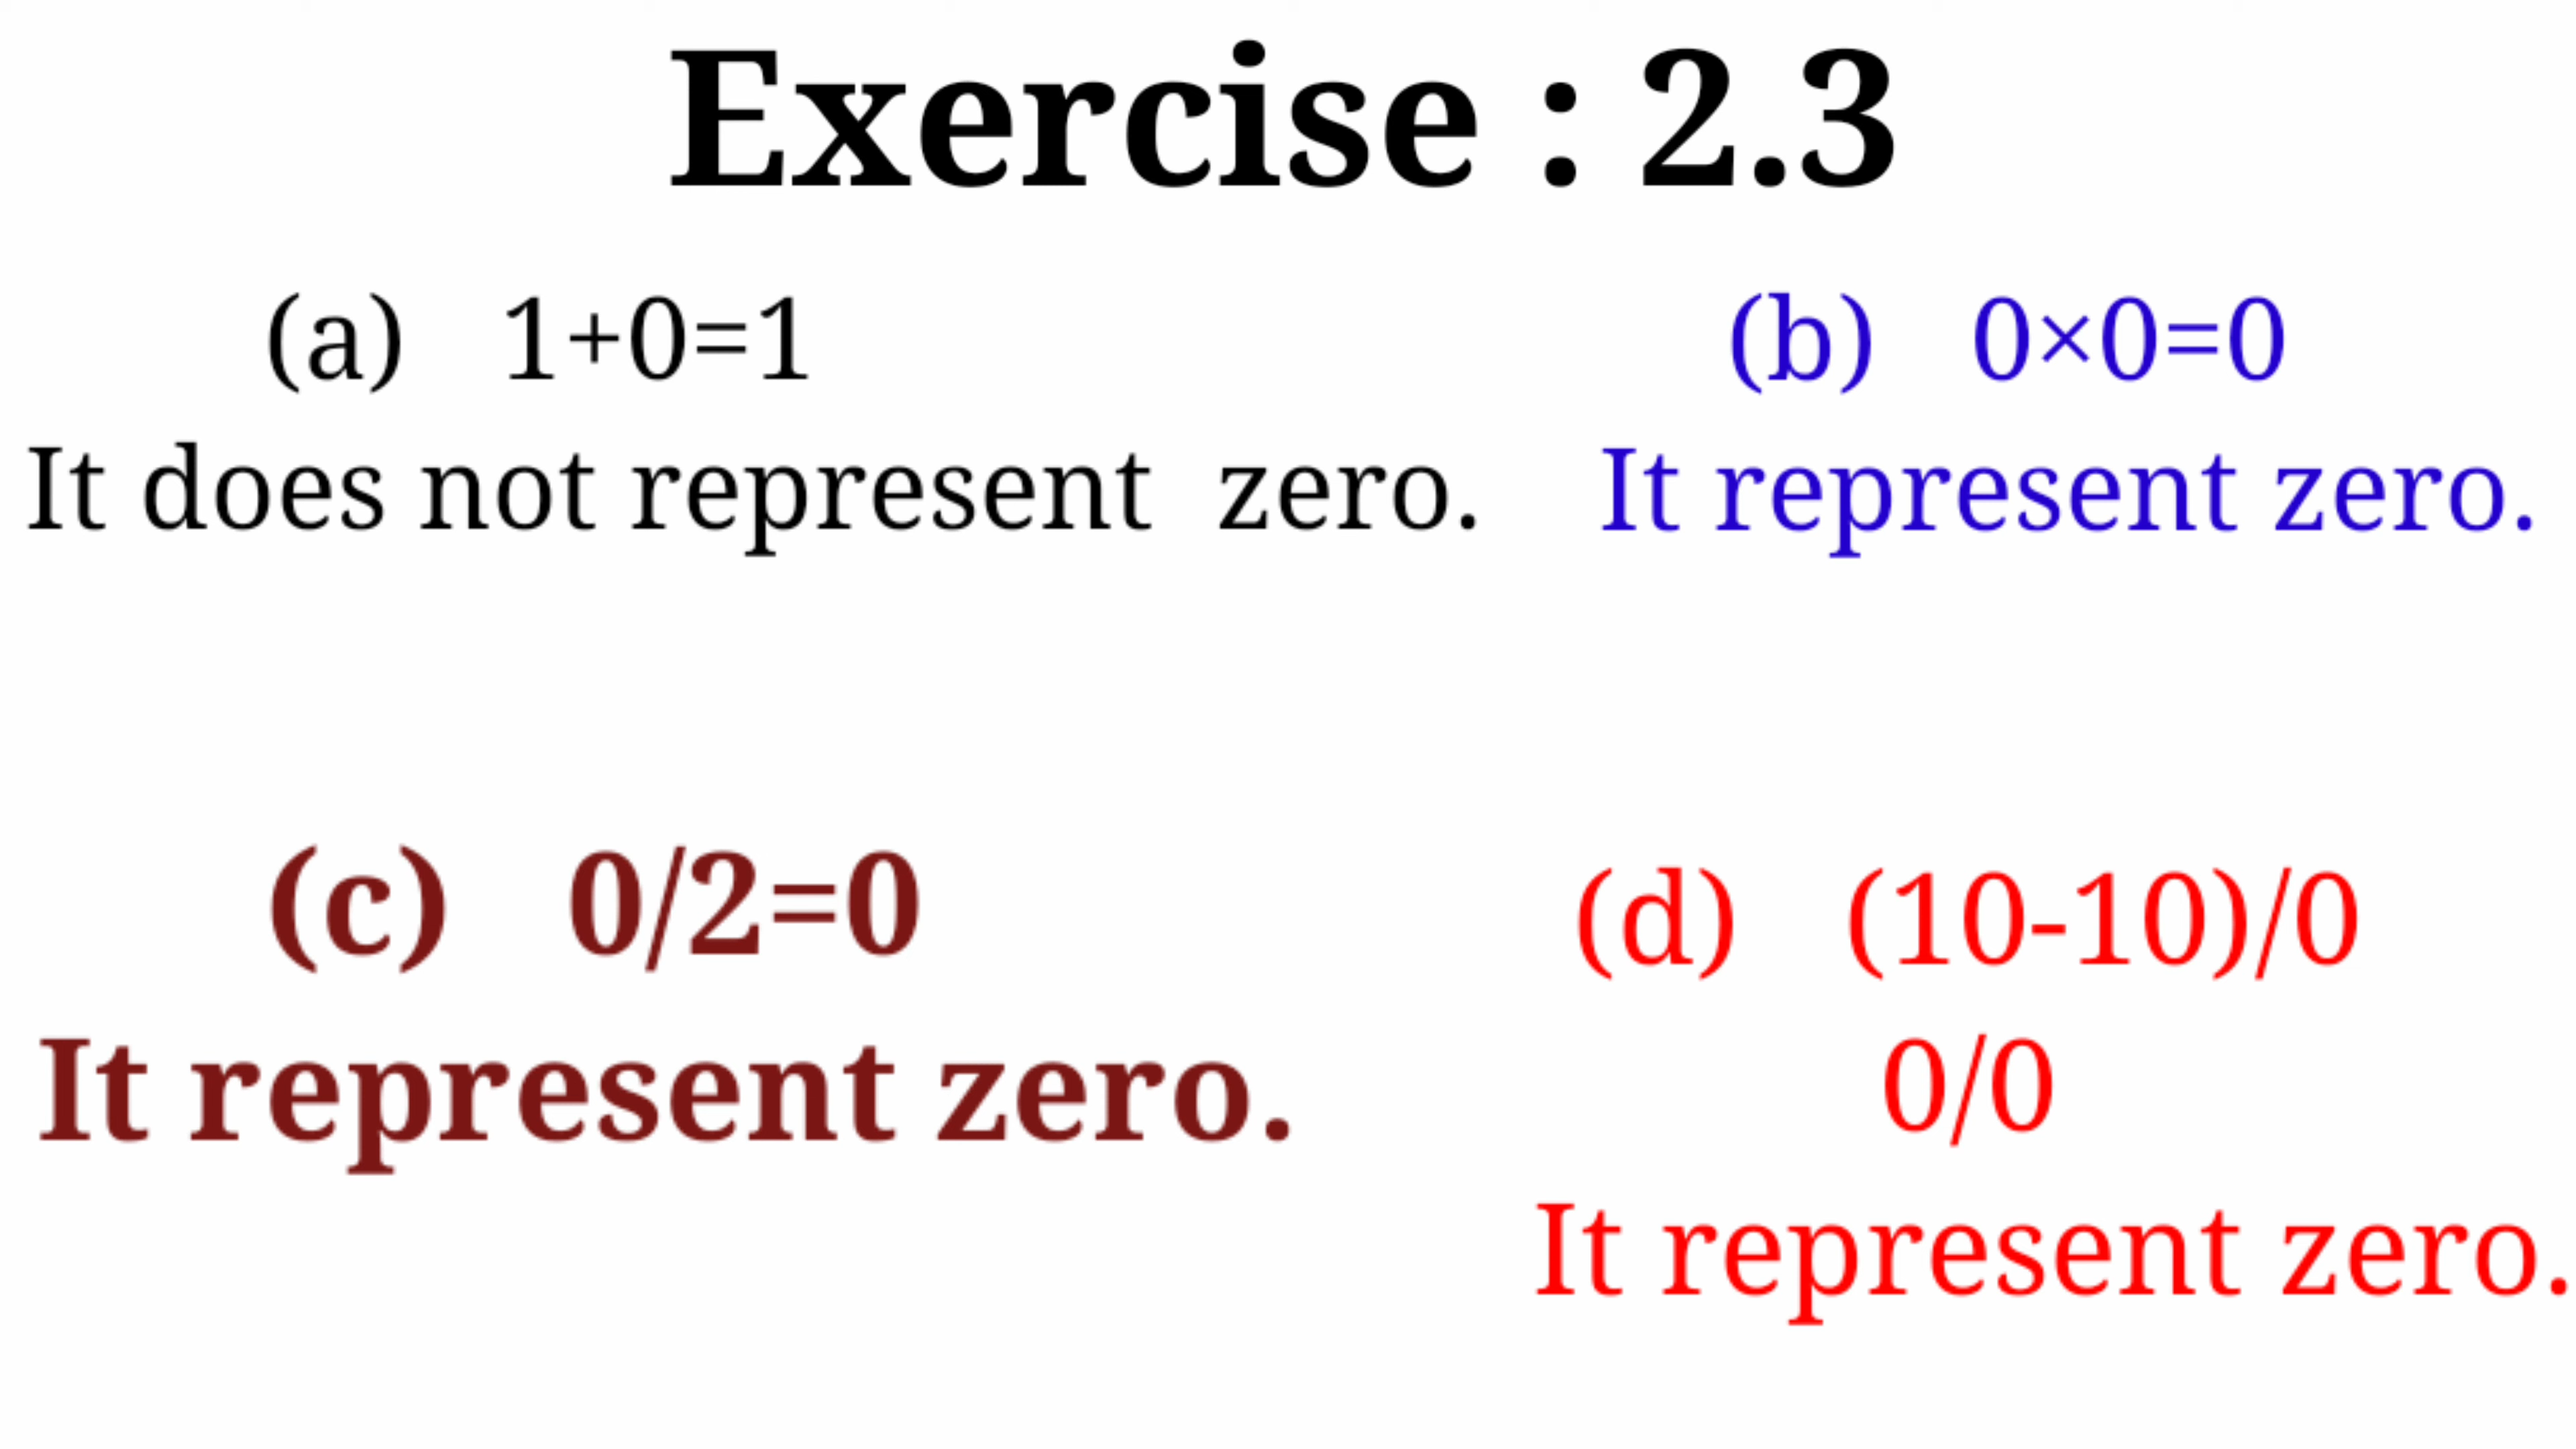 Exercise : 2.3
(a) 1+0=1
It does not represent zero.
(b) 0×0=0
It represent zero.
(c) 0/2=0
It represent zero.
(d) (10-10)/0
0/0
It represent zero.